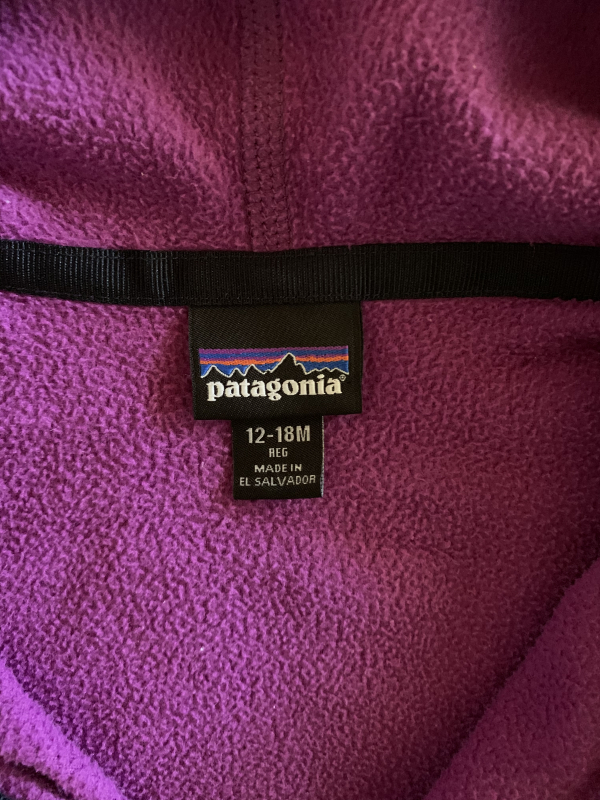 patagonia®
12-18M
REG
MADE IN
EL SALVADOR